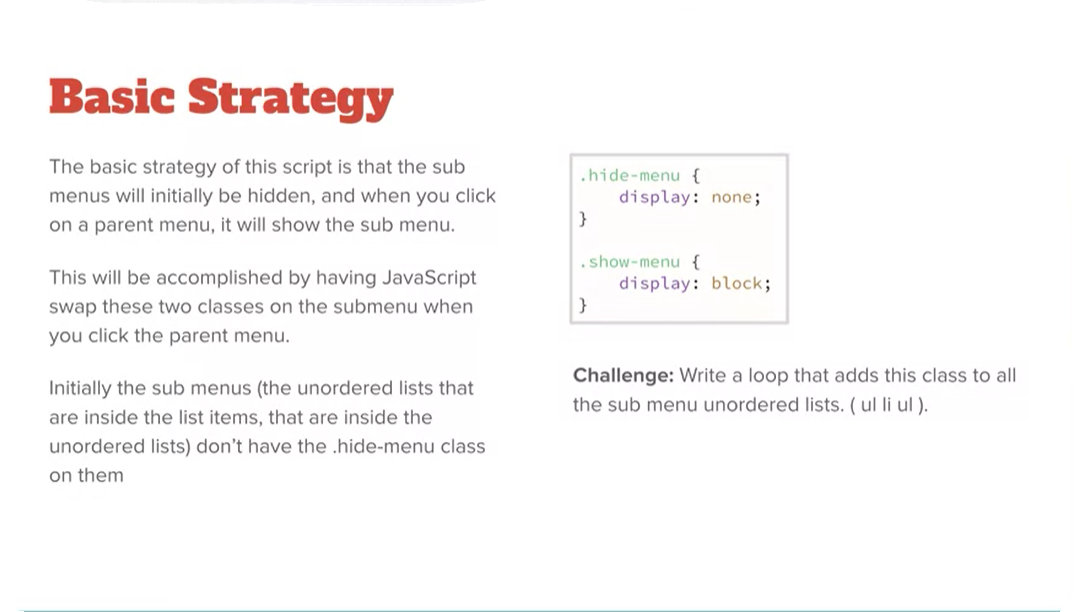 Basic Strategy
The basic strategy of this script is that the sub
menus will initially be hidden, and when you click
on a parent menu, it will show the sub menu.
This will be accomplished by having JavaScript
swap these two classes on the submenu when
you click the parent menu.
Initially the sub menus (the unordered lists that
are inside the list items, that are inside the
unordered lists) don't have the .hide-menu class
on them
.hide-menu {
    display: none;
}
.show-menu {
    display: block;
}
Challenge: Write a loop that adds this class to all
the sub menu unordered lists. ( ul li ul ).